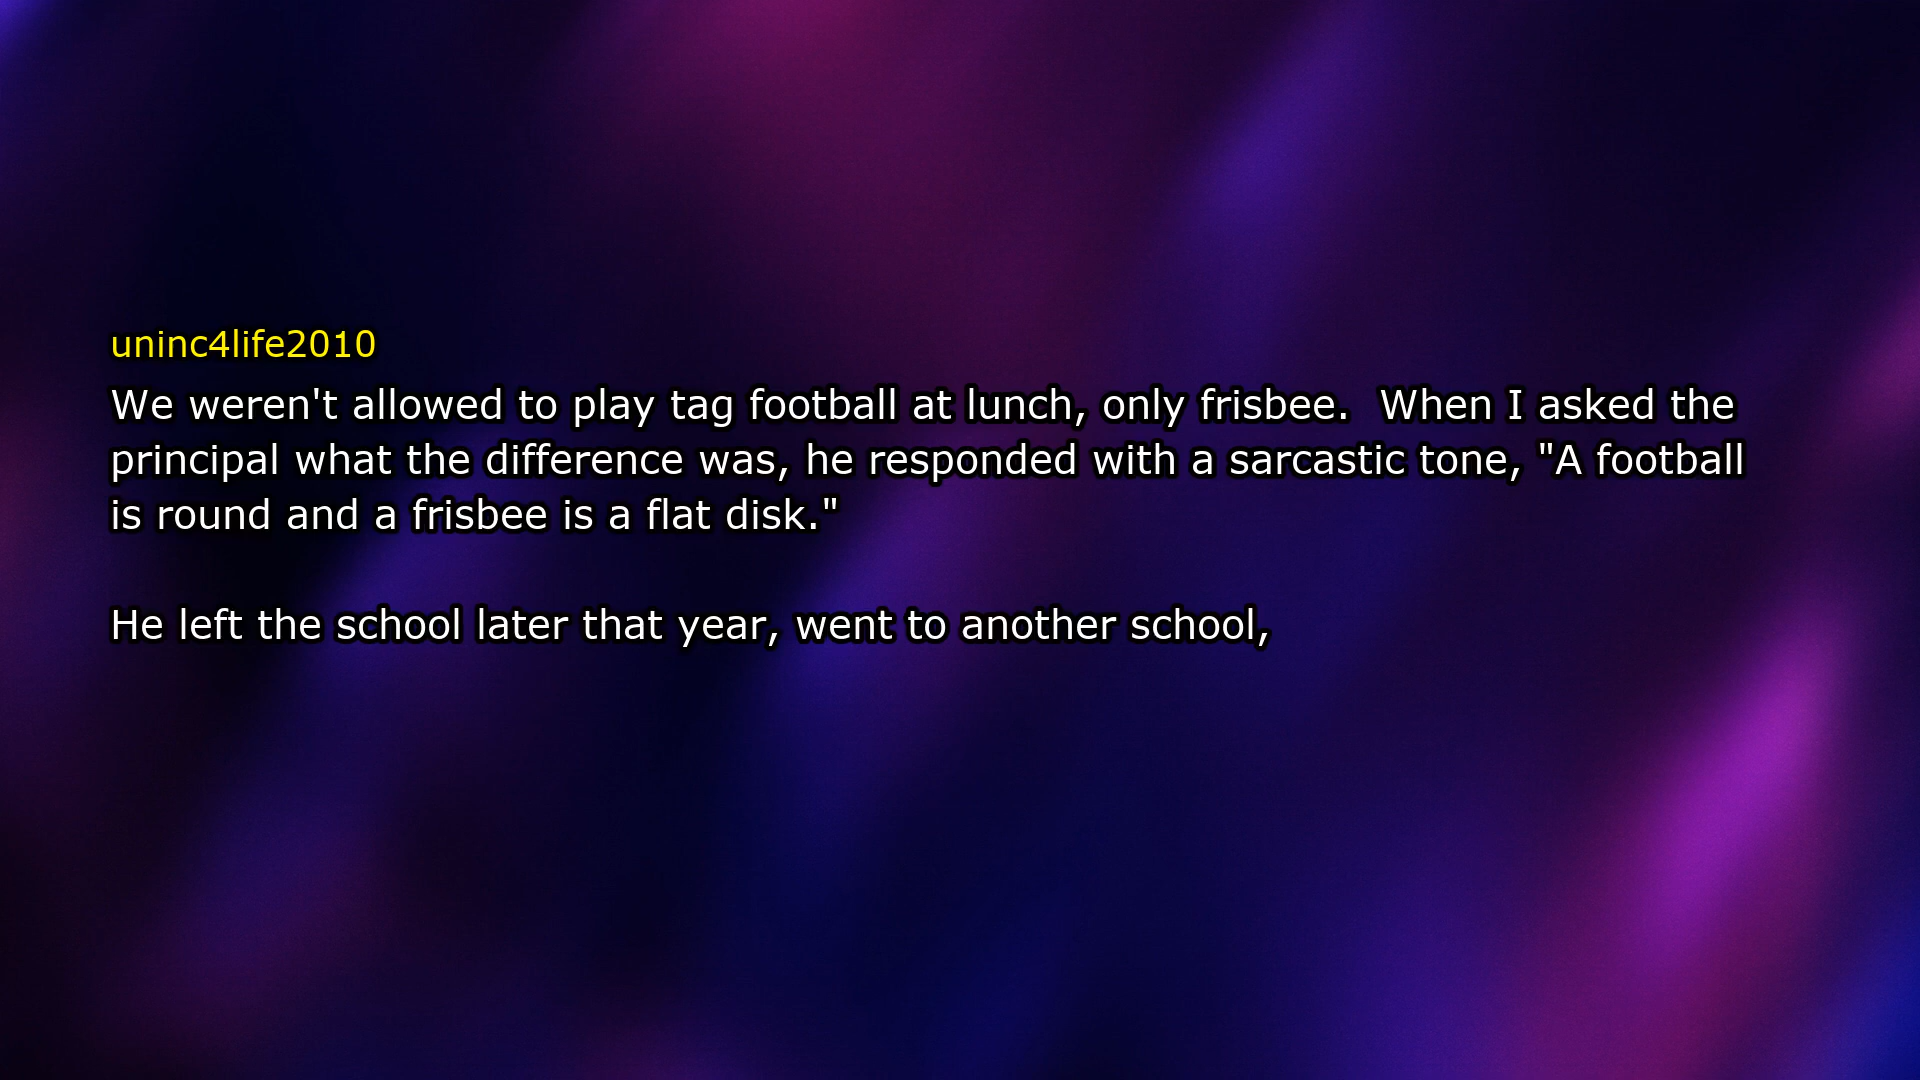 uninc4life2010
We weren't allowed to play tag football at lunch, only frisbee.  When I asked the
principal what the difference was, he responded with a sarcastic tone, "A football
is round and a frisbee is a flat disk."
He left the school later that year, went to another school,